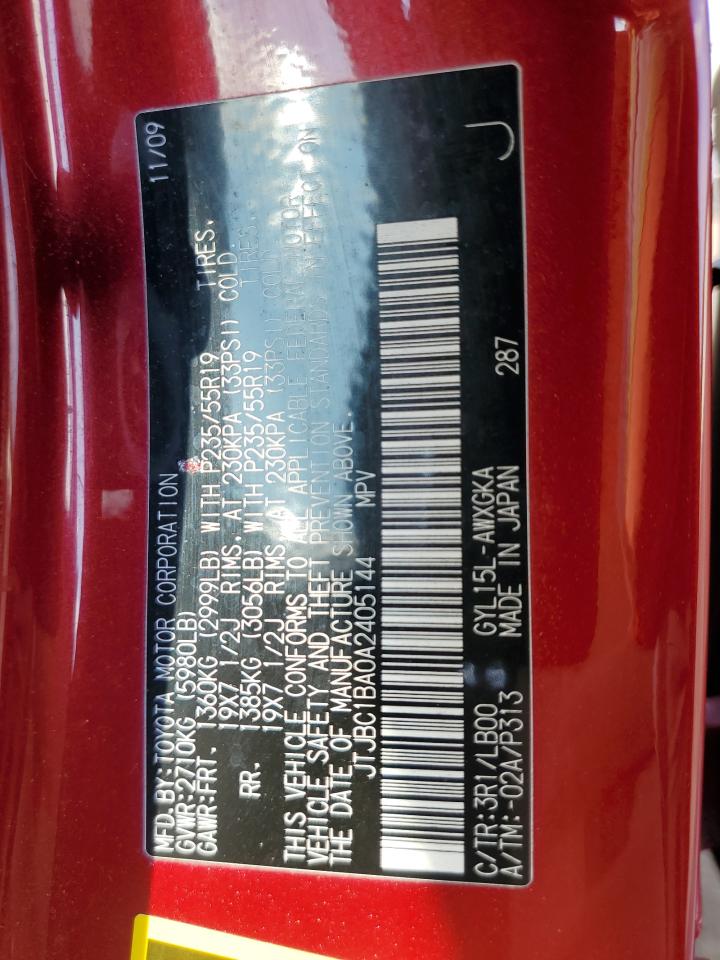 MFD.BY:TOYOTA MOTOR CORPORATION 11/09
GVWR:2710KG (5980LB)
GAWR:FRT. 1360KG (2999LB) WITH P235/55R19 TIRES,
19X7 1/2J RIMS,AT 230KPA (33PSI) COLD.
RR. 1385KG (3056LB) WITH P235/55R19 TIRES,
19X7 1/2J RIMS,AT 230KPA (33PSI) COLD.
THIS VEHICLE CONFORMS TO ALL APPLICABLE FEDERAL MOTOR
VEHICLE SAFETY AND THEFT PREVENTION STANDARDS IN EFFECT ON
THE DATE OF MANUFACTURE SHOWN ABOVE.
JTJBC1BA0A2405144 MPV
C/TR:3R1/LB00 GYL15L-AWXGKA 287
A/TM:-02A/P313 MADE IN JAPAN J